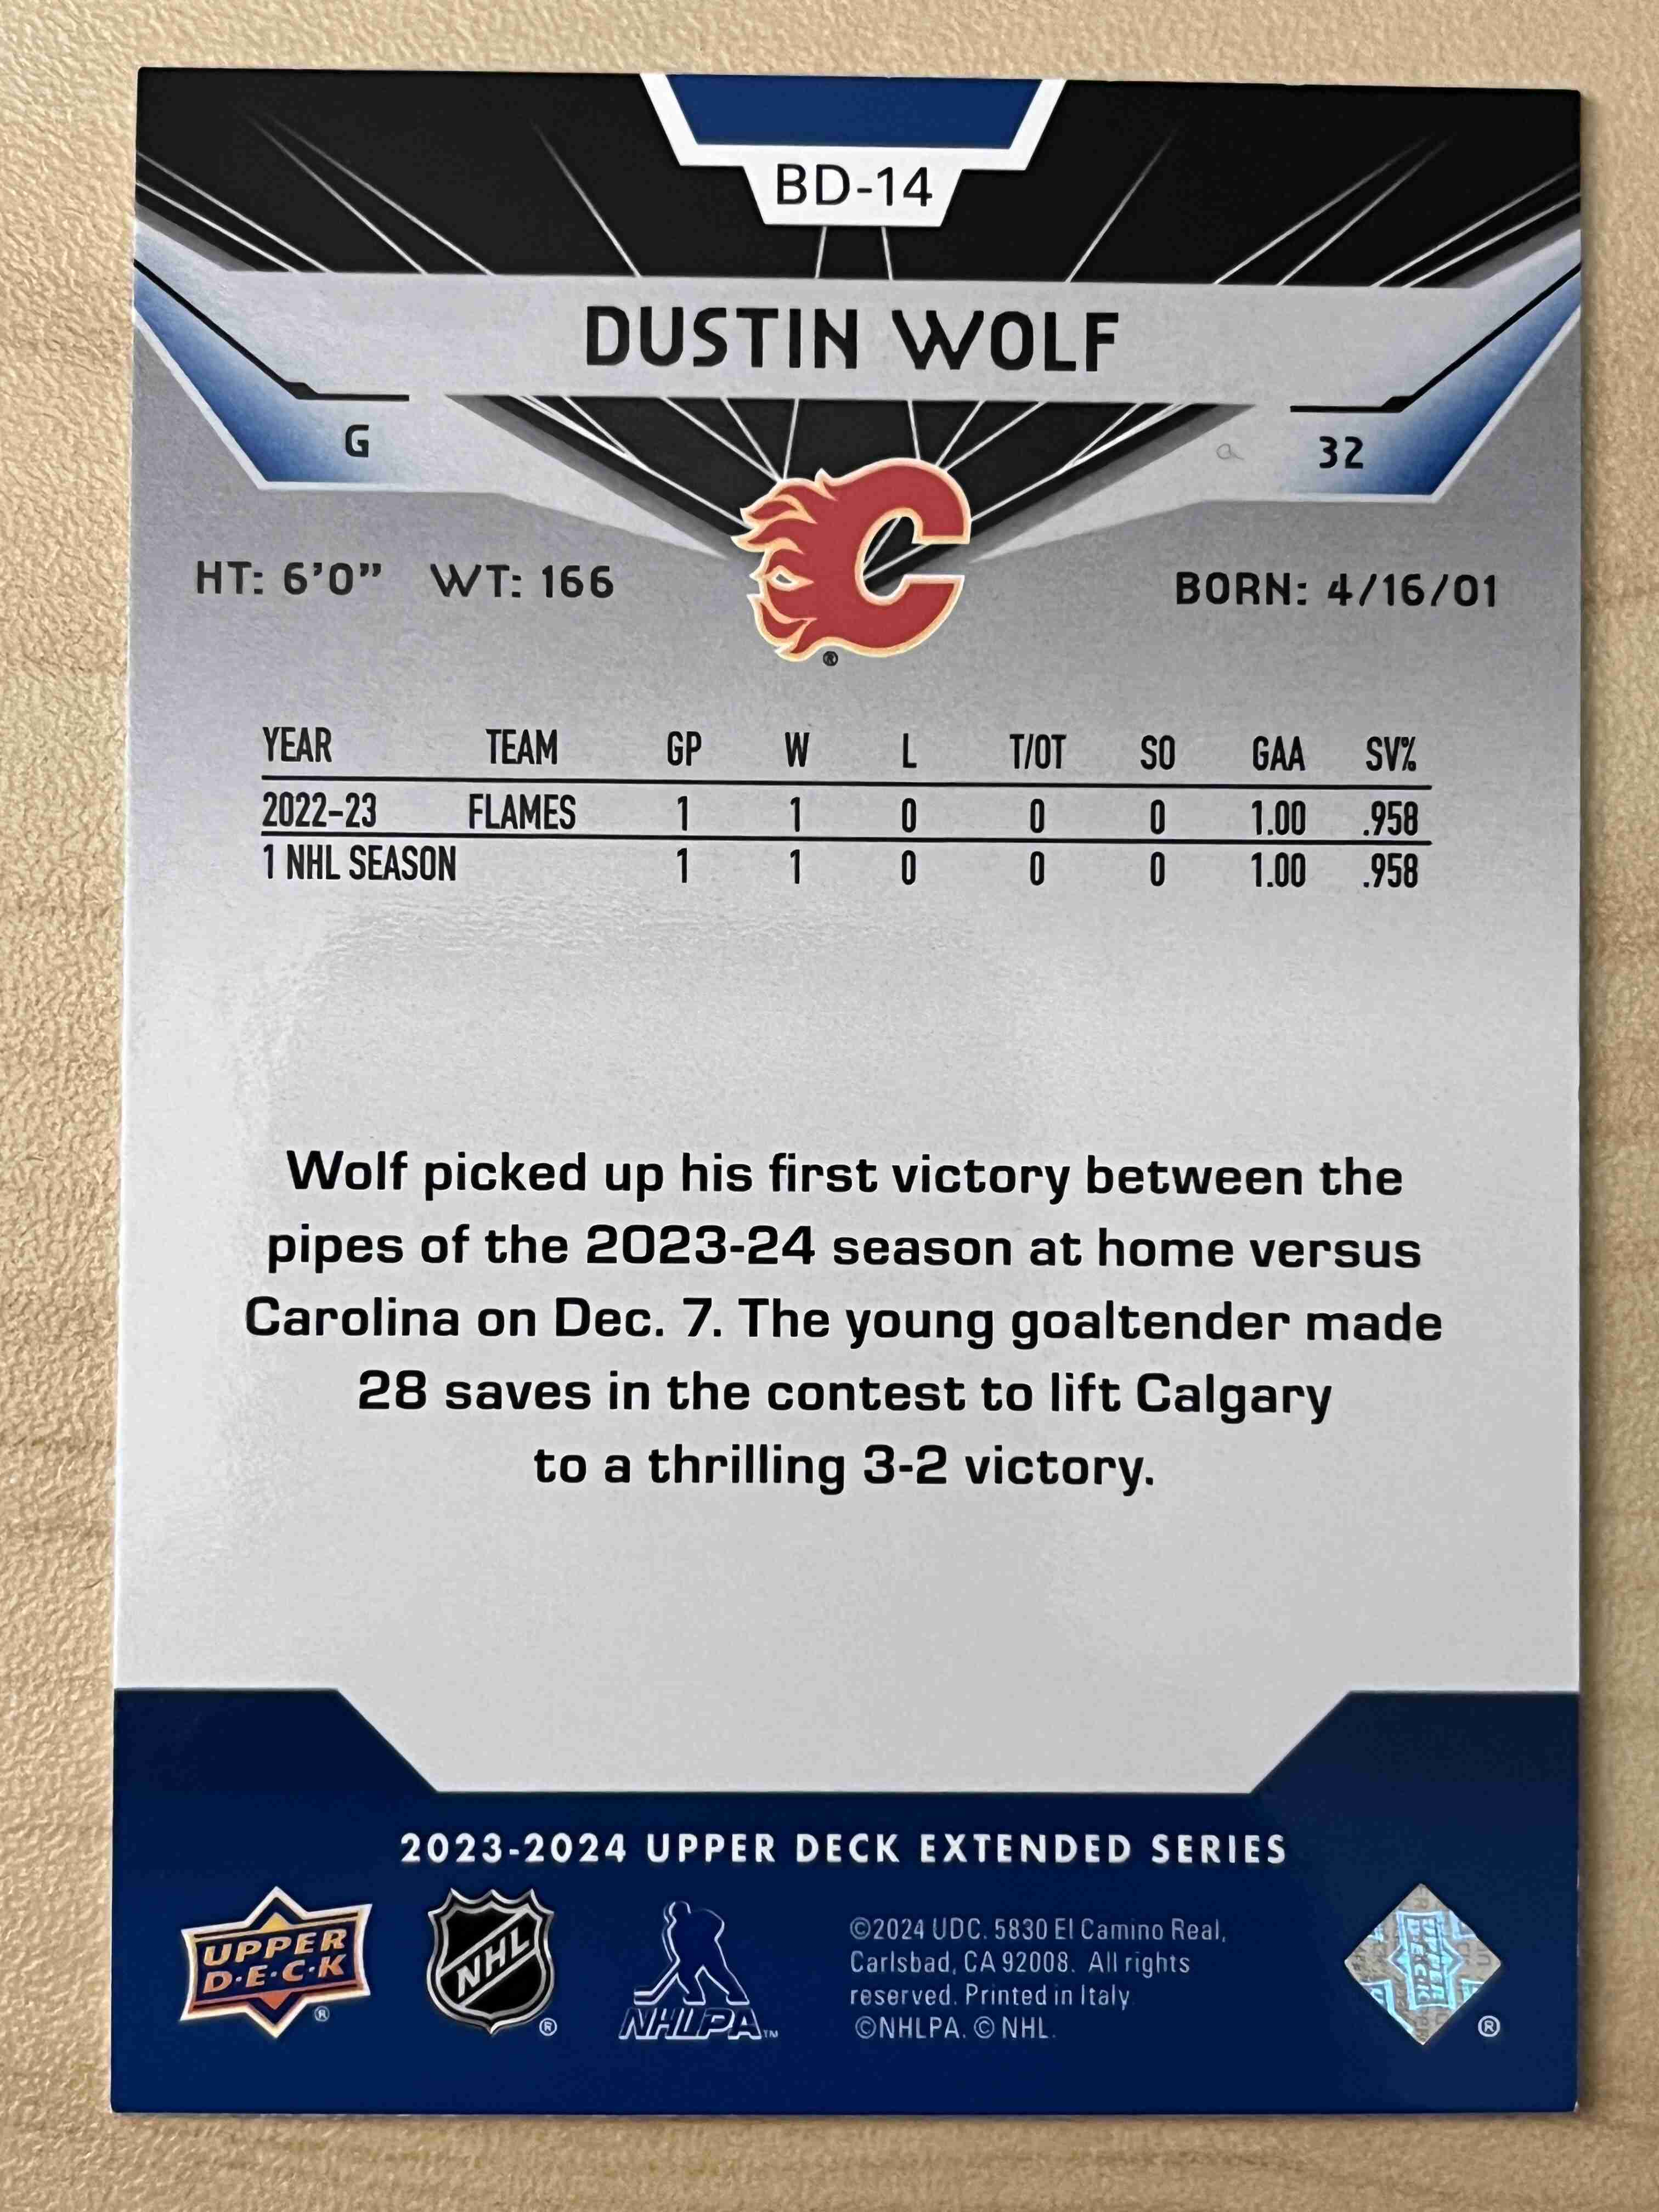 BD-14
DUSTIN WOLF
G
32
HT: 6'0" WT: 166
BORN: 4/16/01
C
®
YEAR TEAM GP W L T/OT SO GAA SV%
2022-23 FLAMES 1 1 0 0 0 1.00 .958
1 NHL SEASON 1 1 0 0 0 1.00 .958
Wolf picked up his first victory between the
pipes of the 2023-24 season at home versus
Carolina on Dec. 7. The young goaltender made
28 saves in the contest to lift Calgary
to a thrilling 3-2 victory.
2023-2024 UPPER DECK EXTENDED SERIES
UPPER
D·E·C·K
®
NHL
®
NHLPA™
©2024 UDC. 5830 El Camino Real,
Carlsbad, CA 92008. All rights
reserved. Printed in Italy
©NHLPA. © NHL.
®